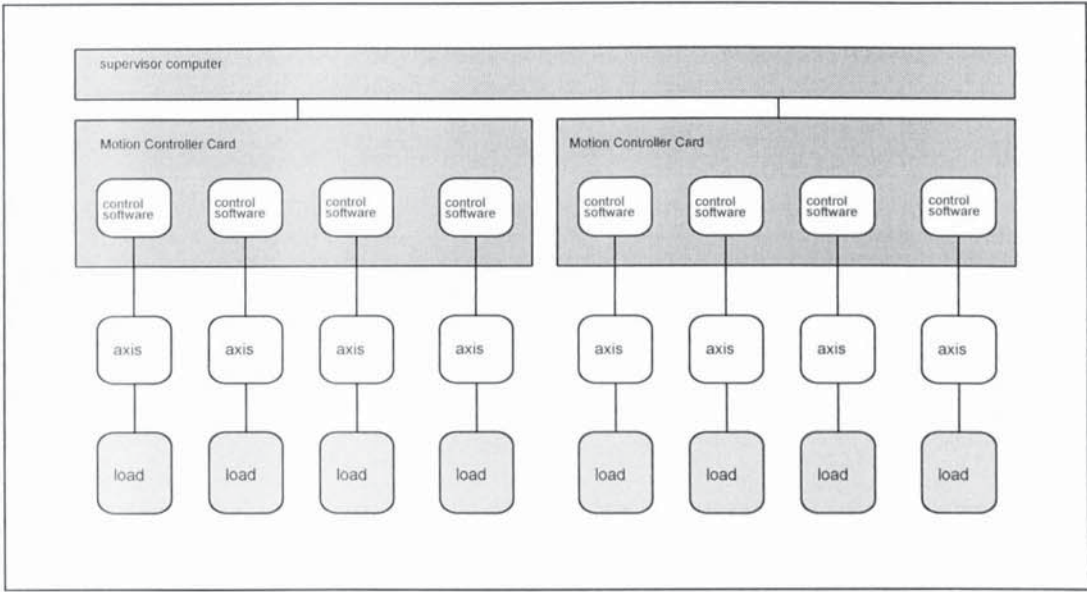 supervisor computer
Motion Controller Card
Motion Controller Card
control
software
control
software
control
software
control
software
control
software
control
software
control
software
control
software
axis
axis
axis
axis
axis
axis
axis
axis
load
load
load
load
load
load
load
load